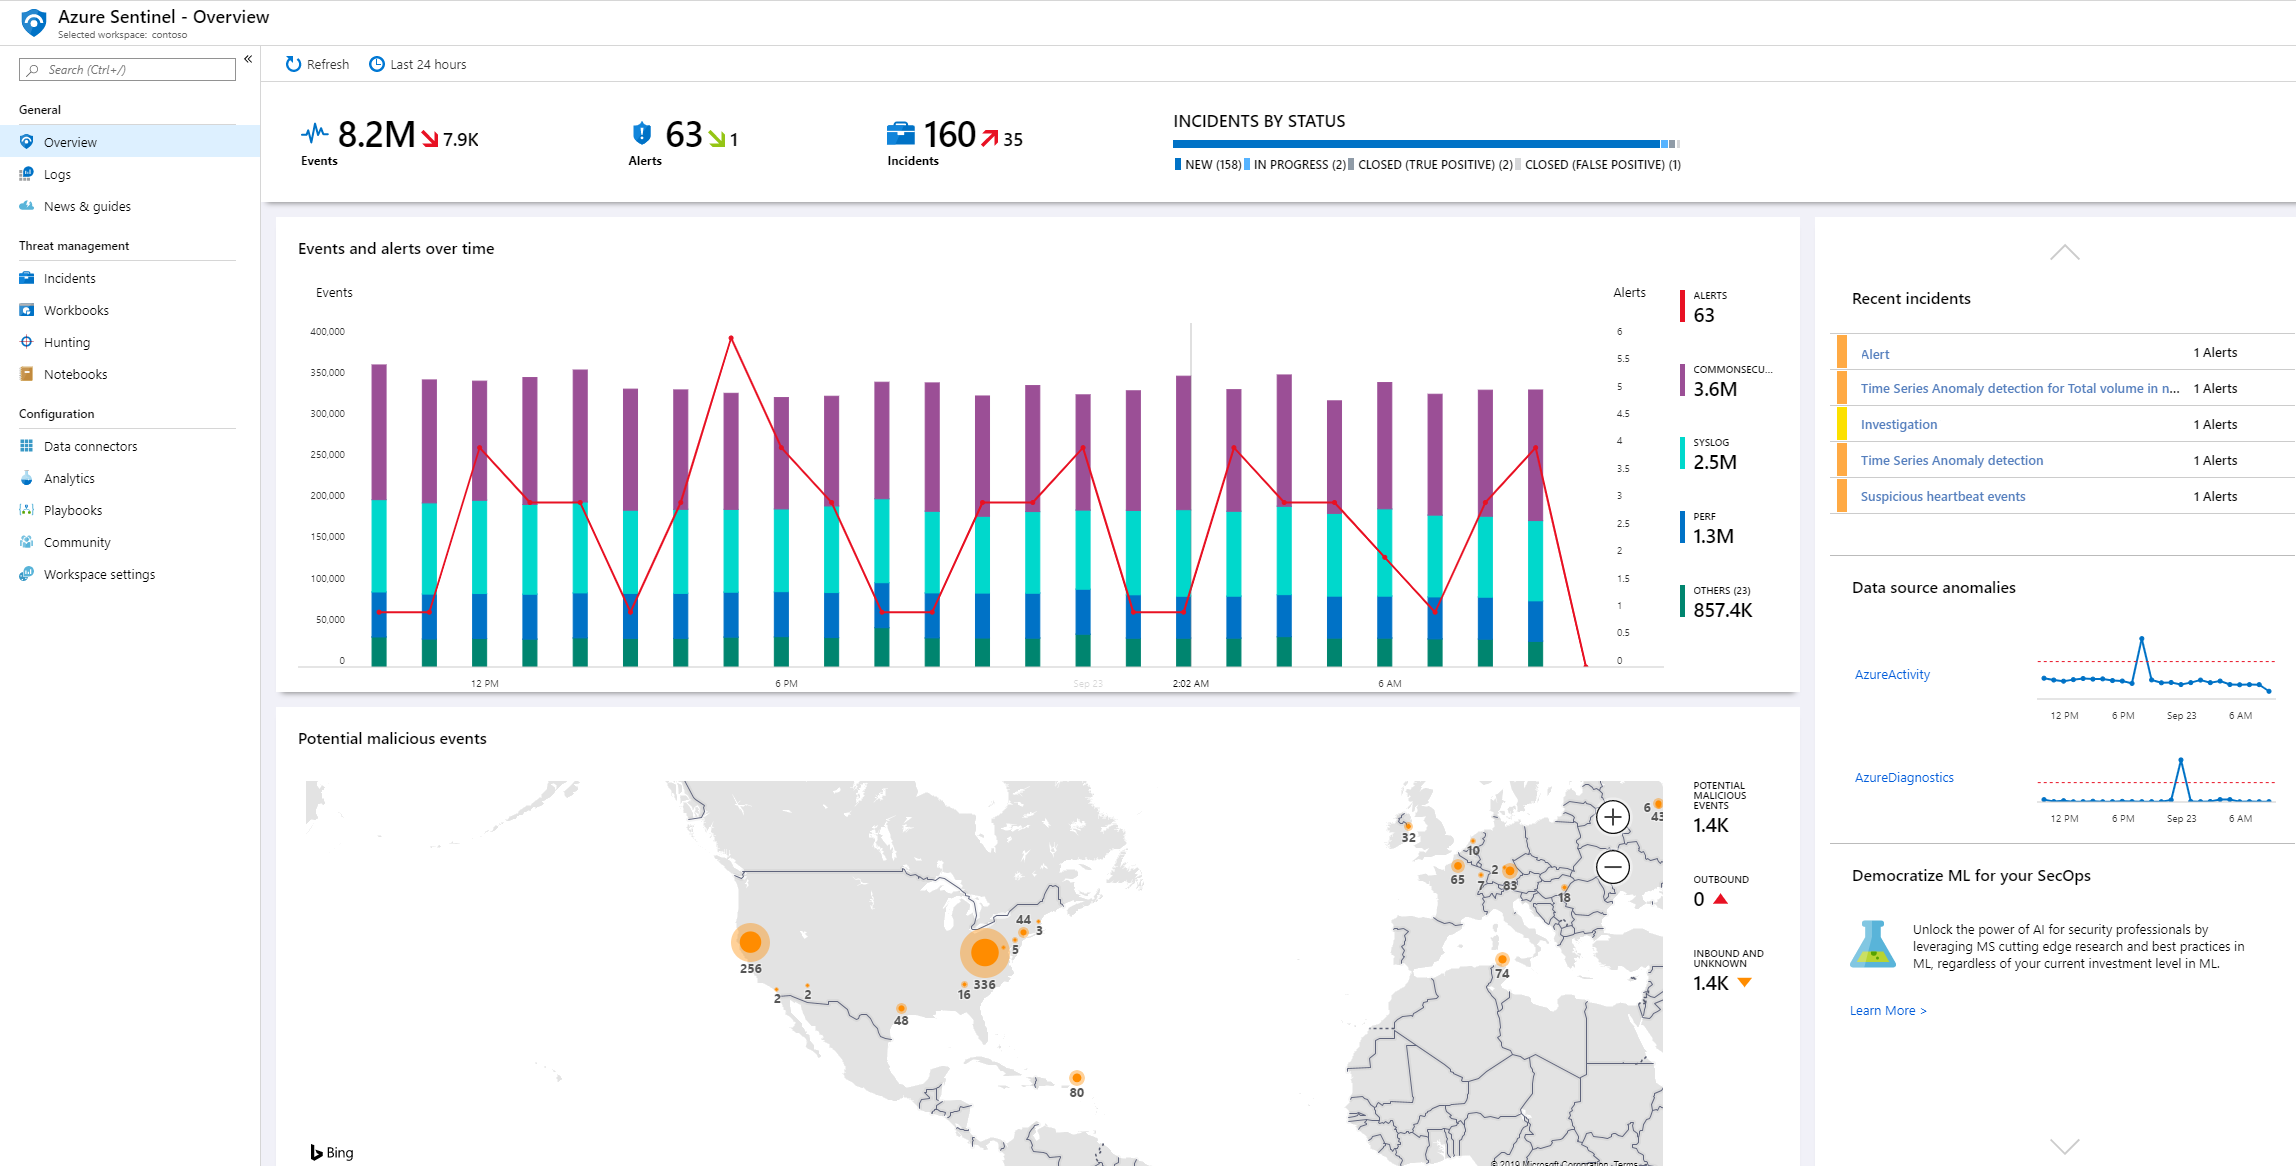 Azure Sentinel - Overview
Selected workspace: contoso
Search (Ctrl+/)
«
General
Overview
Logs
News & guides
Threat management
Incidents
Workbooks
Hunting
Notebooks
Configuration
Data connectors
Analytics
Playbooks
Community
Workspace settings
Refresh
Last 24 hours
8.2M 7.9K
Events
63 1
Alerts
160 35
Incidents
INCIDENTS BY STATUS
NEW (158) IN PROGRESS (2) CLOSED (TRUE POSITIVE) (2) CLOSED (FALSE POSITIVE) (1)
Events and alerts over time
Events
Alerts
400,000
350,000
300,000
250,000
200,000
150,000
100,000
50,000
0
6
5.5
5
4.5
4
3.5
3
2.5
2
1.5
1
0.5
0
12 PM
6 PM
Sep 23
2:02 AM
6 AM
ALERTS
63
COMMONSECU...
3.6M
SYSLOG
2.5M
PERF
1.3M
OTHERS (23)
857.4K
Potential malicious events
256
2
2
48
16
336
5
44
3
80
32
10
65
7
2
83
18
74
6
43
Bing
© 2019 Microsoft Corporation Terms
POTENTIAL
MALICIOUS
EVENTS
1.4K
OUTBOUND
0
INBOUND AND
UNKNOWN
1.4K
Recent incidents
Alert 1 Alerts
Time Series Anomaly detection for Total volume in n... 1 Alerts
Investigation 1 Alerts
Time Series Anomaly detection 1 Alerts
Suspicious heartbeat events 1 Alerts
Data source anomalies
AzureActivity
12 PM 6 PM Sep 23 6 AM
AzureDiagnostics
12 PM 6 PM Sep 23 6 AM
Democratize ML for your SecOps
Unlock the power of AI for security professionals by
leveraging MS cutting edge research and best practices in
ML, regardless of your current investment level in ML.
Learn More >